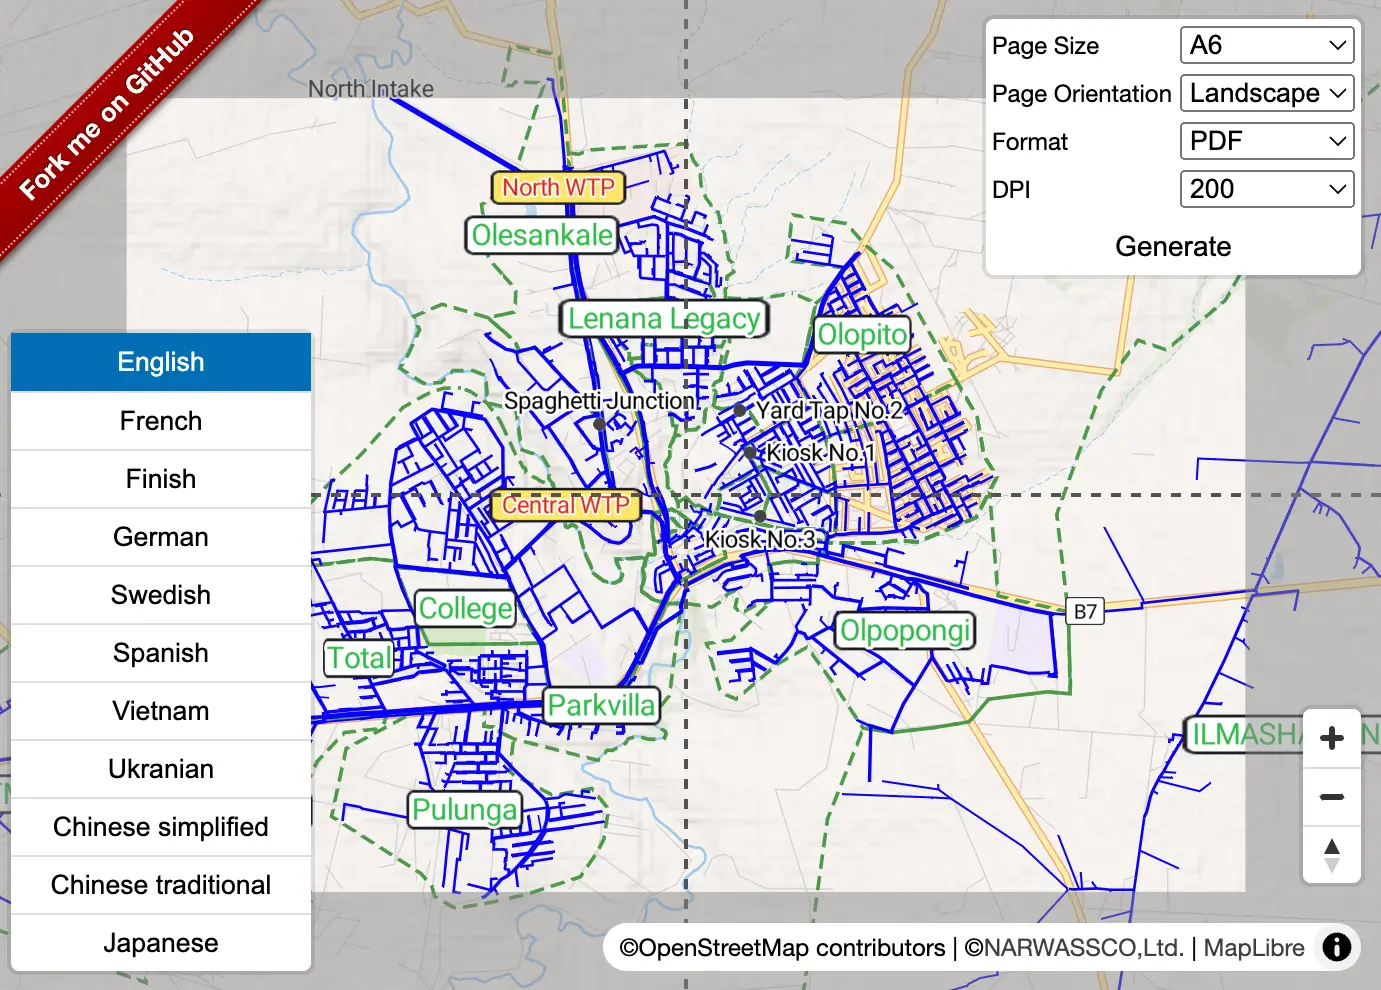 Fork me on GitHub
North Intake
North WTP
Olesankale
Lenana Legacy
Olopito
Spaghetti Junction
Yard Tap No.2
Kiosk No.1
Central WTP
Kiosk No.3
College
Olpopongi
B7
Total
Parkvilla
Pulunga
Page Size
A6
Page Orientation
Landscape
Format
PDF
DPI
200
Generate
English
French
Finish
German
Swedish
Spanish
Vietnam
Ukranian
Chinese simplified
Chinese traditional
Japanese
©OpenStreetMap contributors | ©NARWASSCO,Ltd. | MapLibre